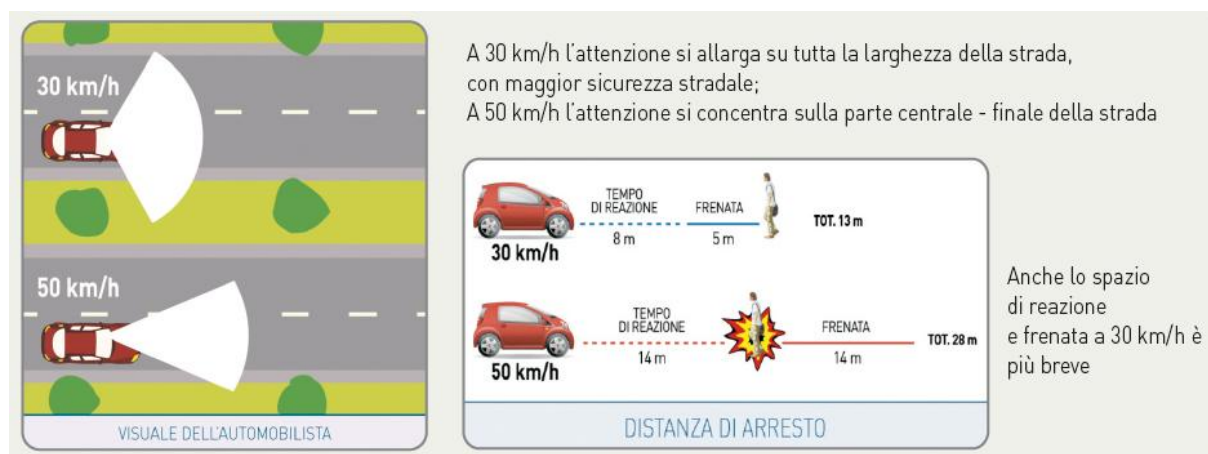 30 km/h
50 km/h
VISUALE DELL'AUTOMOBILISTA
A 30 km/h l'attenzione si allarga su tutta la larghezza della strada,
con maggior sicurezza stradale;
A 50 km/h l'attenzione si concentra sulla parte centrale - finale della strada
TEMPO
DI REAZIONE
FRENATA
TOT. 13 m
8 m
5 m
30 km/h
TEMPO
DI REAZIONE
FRENATA
TOT. 28 m
14 m
14 m
50 km/h
DISTANZA DI ARRESTO
Anche lo spazio
di reazione
e frenata a 30 km/h è
più breve